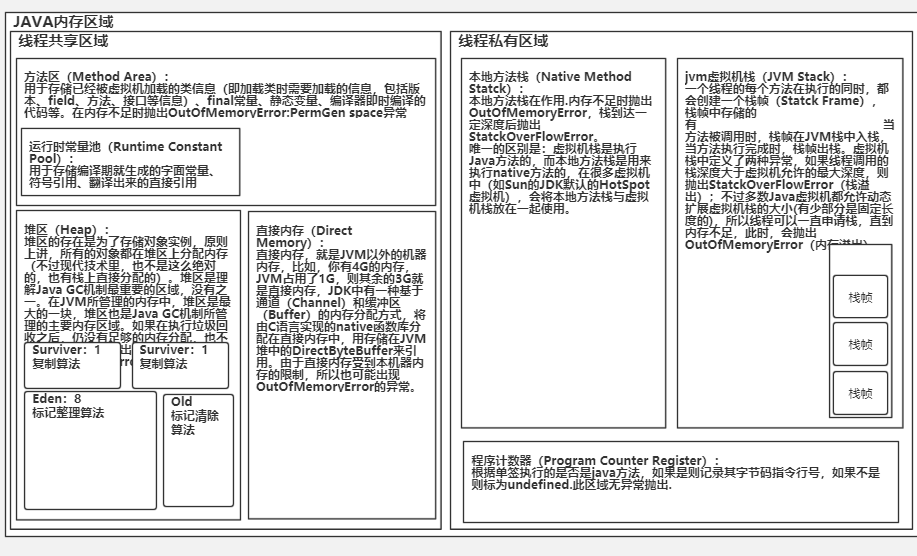 JAVA内存区域
线程共享区域
方法区（Method Area）：
用于存储已经被虚拟机加载的类信息（即加载类时需要加载的信息，包括版
本、field、方法、接口等信息）、final常量、静态变量、编译器即时编译的
代码等。在内存不足时抛出OutOfMemoryError:PermGen space异常
运行时常量池（Runtime Constant
Pool）：
用于存储编译期就生成的字面常量、
符号引用、翻译出来的直接引用
堆区（Heap）：
堆区的存在是为了存储对象实例，原则
上讲，所有的对象都在堆区上分配内存
（不过现代技术里，也不是这么绝对
的，也有栈上直接分配的）。堆区是理
解Java GC机制最重要的区域，没有之
一。在JVM所管理的内存中，堆区是最
大的一块，堆区也是Java GC机制所管
理的主要内存区域。如果在执行垃圾回
收之后，仍没有足够的内存分配，也不
Surviver：1
复制算法
Surviver：1
复制算法
Eden：8
标记整理算法
Old
标记清除
算法
直接内存（Direct
Memory）：
直接内存，就是JVM以外的机器
内存，比如，你有4G的内存，
JVM占用了1G，则其余的3G就
是直接内存，JDK中有一种基于
通道（Channel）和缓冲区
（Buffer）的内存分配方式，将
由C语言实现的native函数库分
配在直接内存中，用存储在JVM
堆中的DirectByteBuffer来引
用。由于直接内存受到本机器内
存的限制，所以也可能出现
OutOfMemoryError的异常。
线程私有区域
本地方法栈（Native Method
Statck）：
本地方法栈在作用.内存不足时抛出
OutOfMemoryError，栈到达一
定深度后抛出
StatckOverFlowError。
唯一的区别是：虚拟机栈是执行
Java方法的，而本地方法栈是用来
执行native方法的，在很多虚拟机
中（如Sun的JDK默认的HotSpot
虚拟机），会将本地方法栈与虚拟
机栈放在一起使用。
jvm虚拟机栈（JVM Stack）：
一个线程的每个方法在执行的同时，都
会创建一个栈帧（Statck Frame），
栈帧中存储的
有 当
方法被调用时，栈帧在JVM栈中入栈，
当方法执行完成时，栈帧出栈。虚拟机
栈中定义了两种异常，如果线程调用的
栈深度大于虚拟机允许的最大深度，则
抛出StatckOverFlowError（栈溢
出）；不过多数Java虚拟机都允许动态
扩展虚拟机栈的大小(有少部分是固定长
度的)，所以线程可以一直申请栈，直到
内存不足，此时，会抛出
OutOfMemoryError（内存溢出）
栈帧
栈帧
栈帧
程序计数器（Program Counter Register）：
根据单签执行的是否是java方法，如果是则记录其字节码指令行号，如果不是
则标为undefined.此区域无异常抛出.